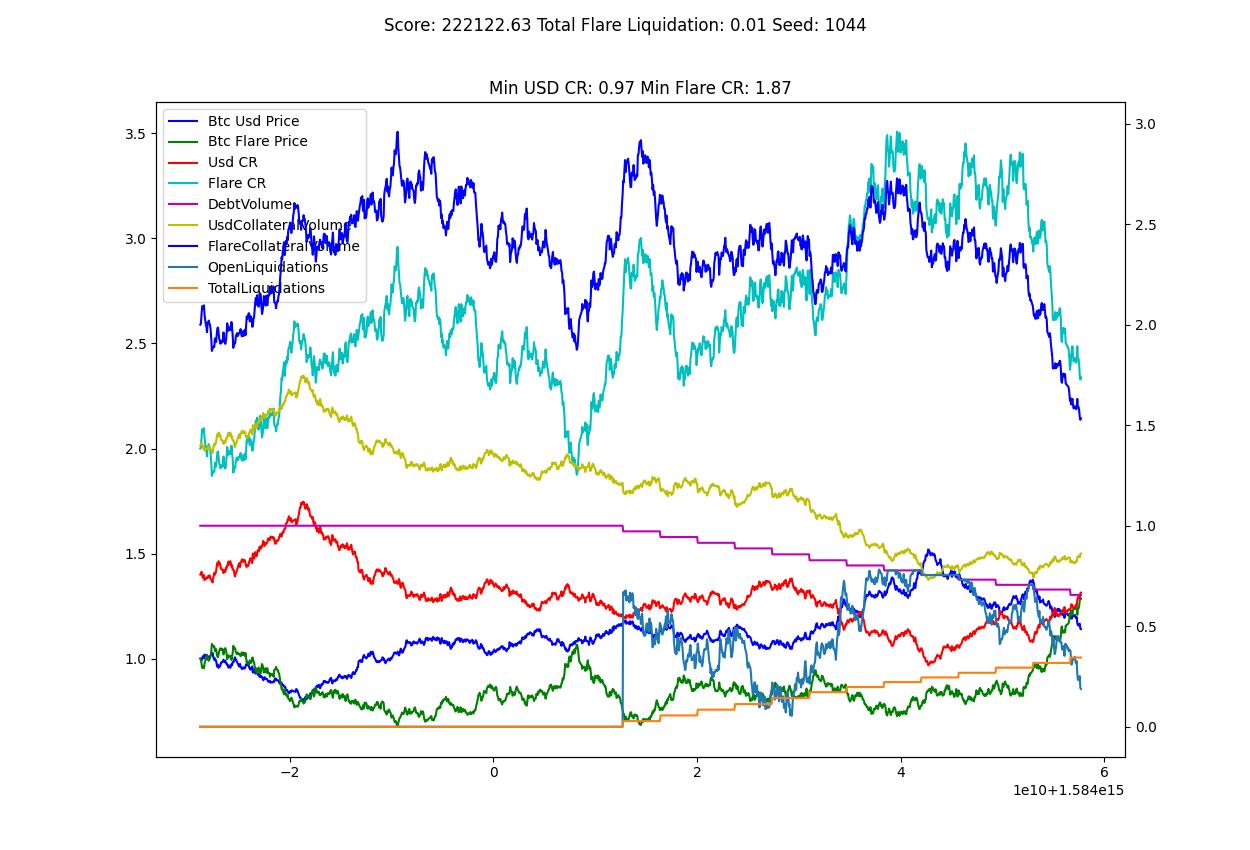 Score: 222122.63 Total Flare Liquidation: 0.01 Seed: 1044
Min USD CR: 0.97 Min Flare CR: 1.87
Btc Usd Price
Btc Flare Price
Usd CR
Flare CR
DebtVolume
UsdCollateralVolume
FlareCollateralVolume
OpenLiquidations
TotalLiquidations
3.5
3.0
2.5
2.0
1.5
1.0
3.0
2.5
2.0
1.5
1.0
0.5
0.0
−2 0 2 4 6
1e10+1.584e15